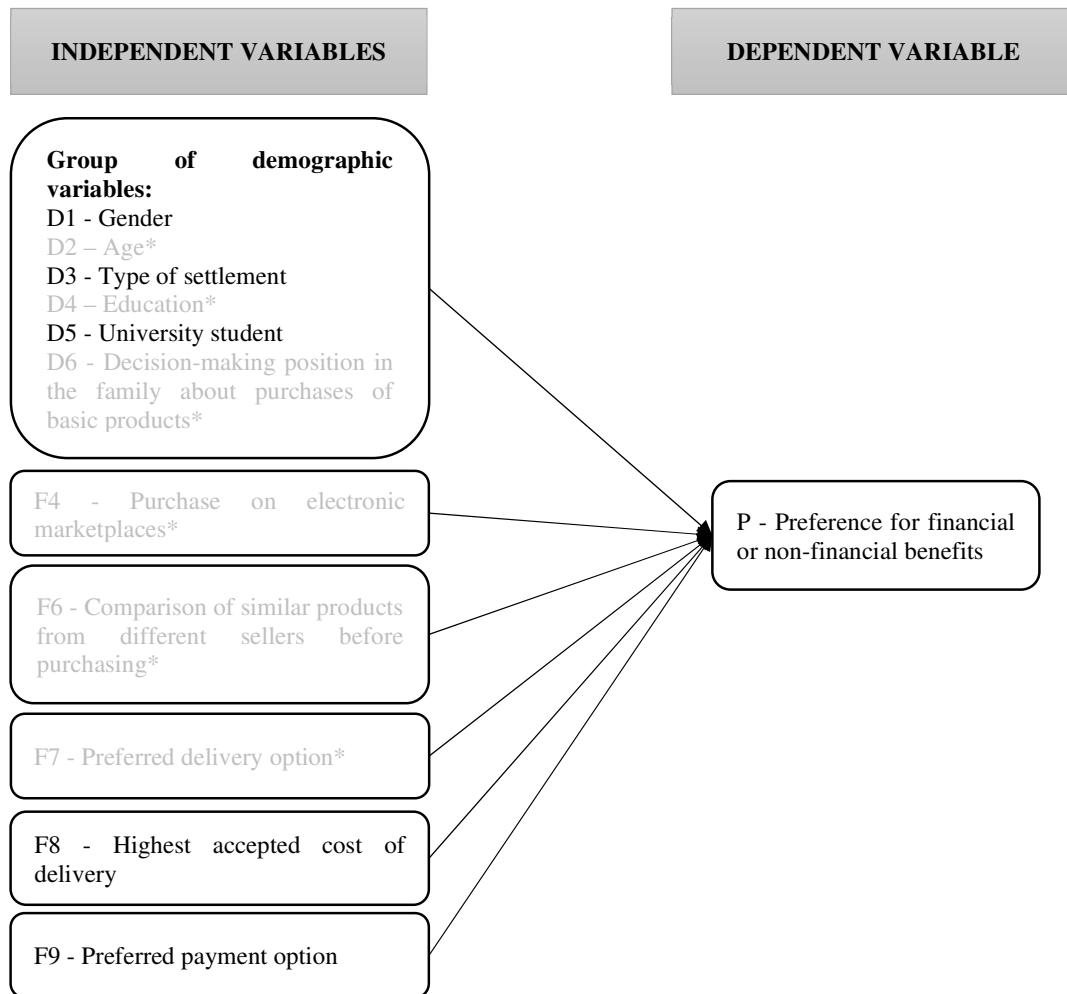 INDEPENDENT VARIABLES
DEPENDENT VARIABLE
Group of demographic
variables:
D1 - Gender
D2 – Age*
D3 - Type of settlement
D4 – Education*
D5 - University student
D6 - Decision-making position in
the family about purchases of
basic products*
F4 - Purchase on electronic
marketplaces*
F6 - Comparison of similar products
from different sellers before
purchasing*
F7 - Preferred delivery option*
F8 - Highest accepted cost of
delivery
F9 - Preferred payment option
P - Preference for financial
or non-financial benefits